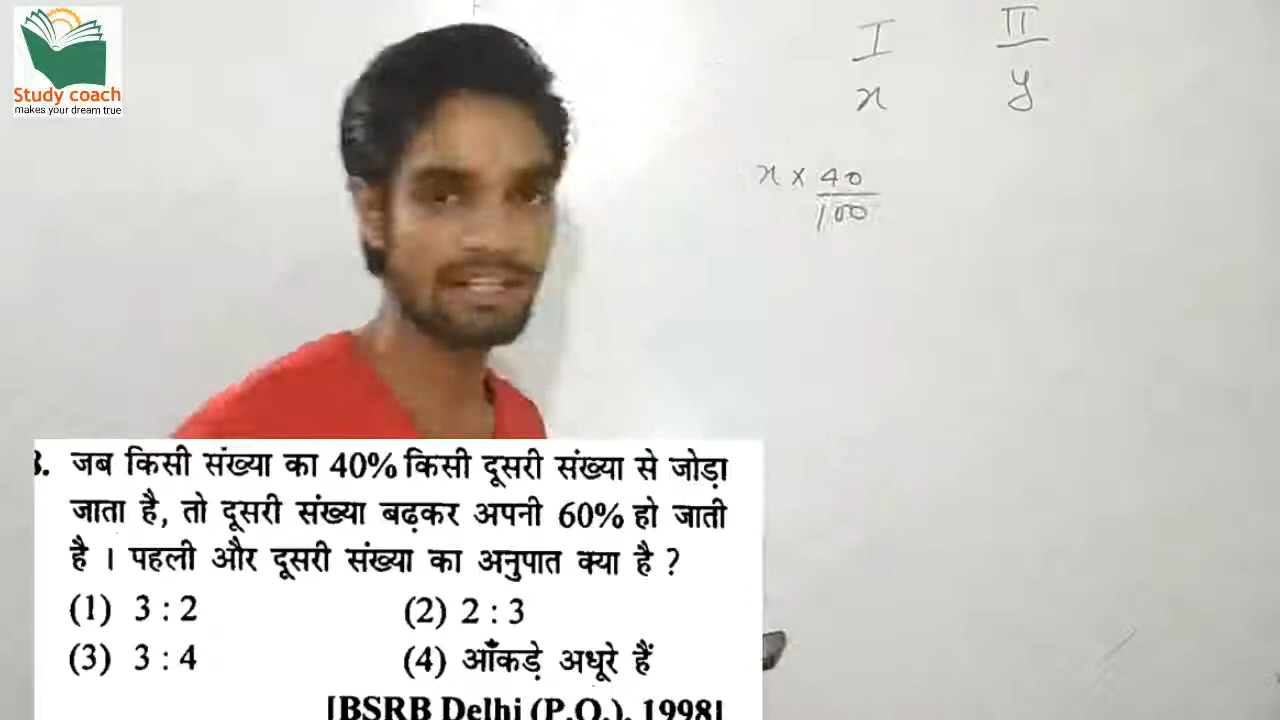 Study coach
makes your dream true
I II
x y
x × 40
100
3. जब किसी संख्या का 40% किसी दूसरी संख्या से जोड़ा
जाता है, तो दूसरी संख्या बढ़कर अपनी 60% हो जाती
है । पहली और दूसरी संख्या का अनुपात क्या है ?
(1) 3 : 2 (2) 2 : 3
(3) 3 : 4 (4) आँकड़े अधूरे हैं
[BSRB Delhi (P.O.), 1998]